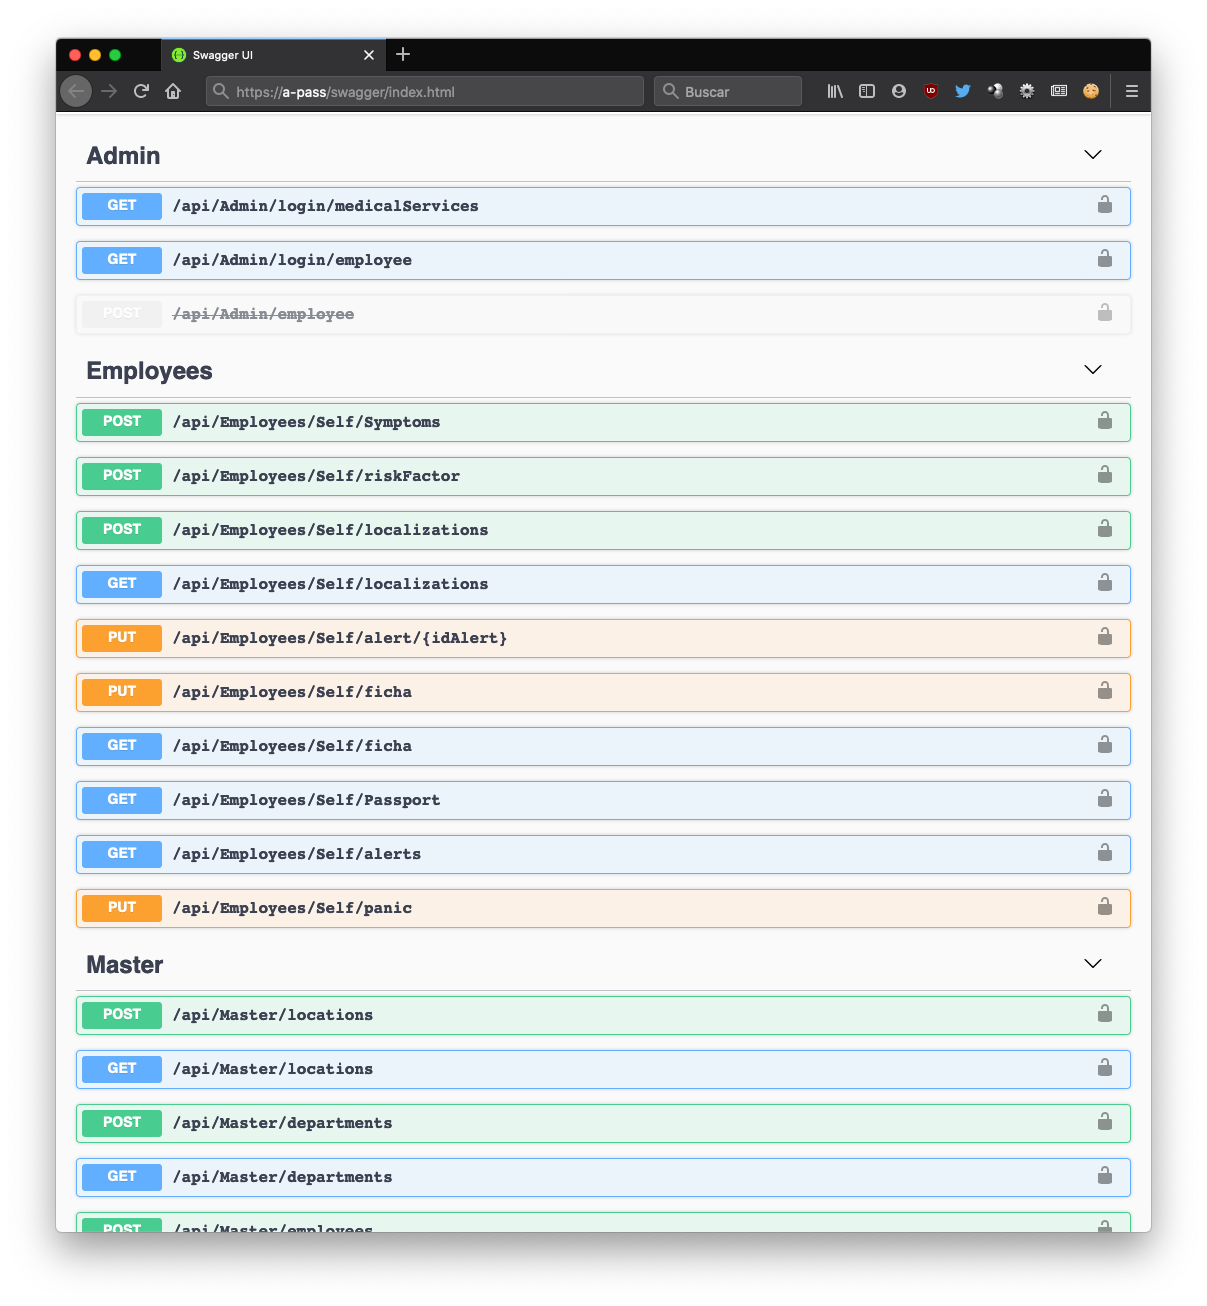 Swagger UI
https://a-pass/swagger/index.html
Buscar
Admin
GET /api/Admin/login/medicalServices
GET /api/Admin/login/employee
POST /api/Admin/employee
Employees
POST /api/Employees/Self/Symptoms
POST /api/Employees/Self/riskFactor
POST /api/Employees/Self/localizations
GET /api/Employees/Self/localizations
PUT /api/Employees/Self/alert/{idAlert}
PUT /api/Employees/Self/ficha
GET /api/Employees/Self/ficha
GET /api/Employees/Self/Passport
GET /api/Employees/Self/alerts
PUT /api/Employees/Self/panic
Master
POST /api/Master/locations
GET /api/Master/locations
POST /api/Master/departments
GET /api/Master/departments
POST /api/Master/employees